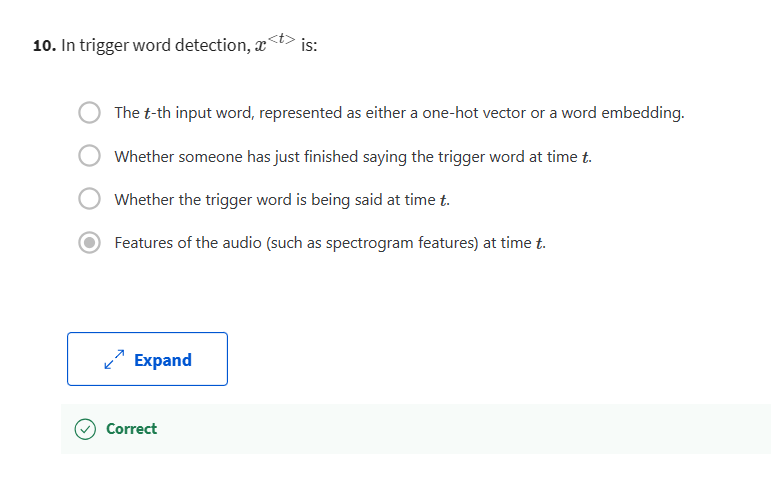 10. In trigger word detection, x^<t> is:
The t-th input word, represented as either a one-hot vector or a word embedding.
Whether someone has just finished saying the trigger word at time t.
Whether the trigger word is being said at time t.
Features of the audio (such as spectrogram features) at time t.
Expand
Correct